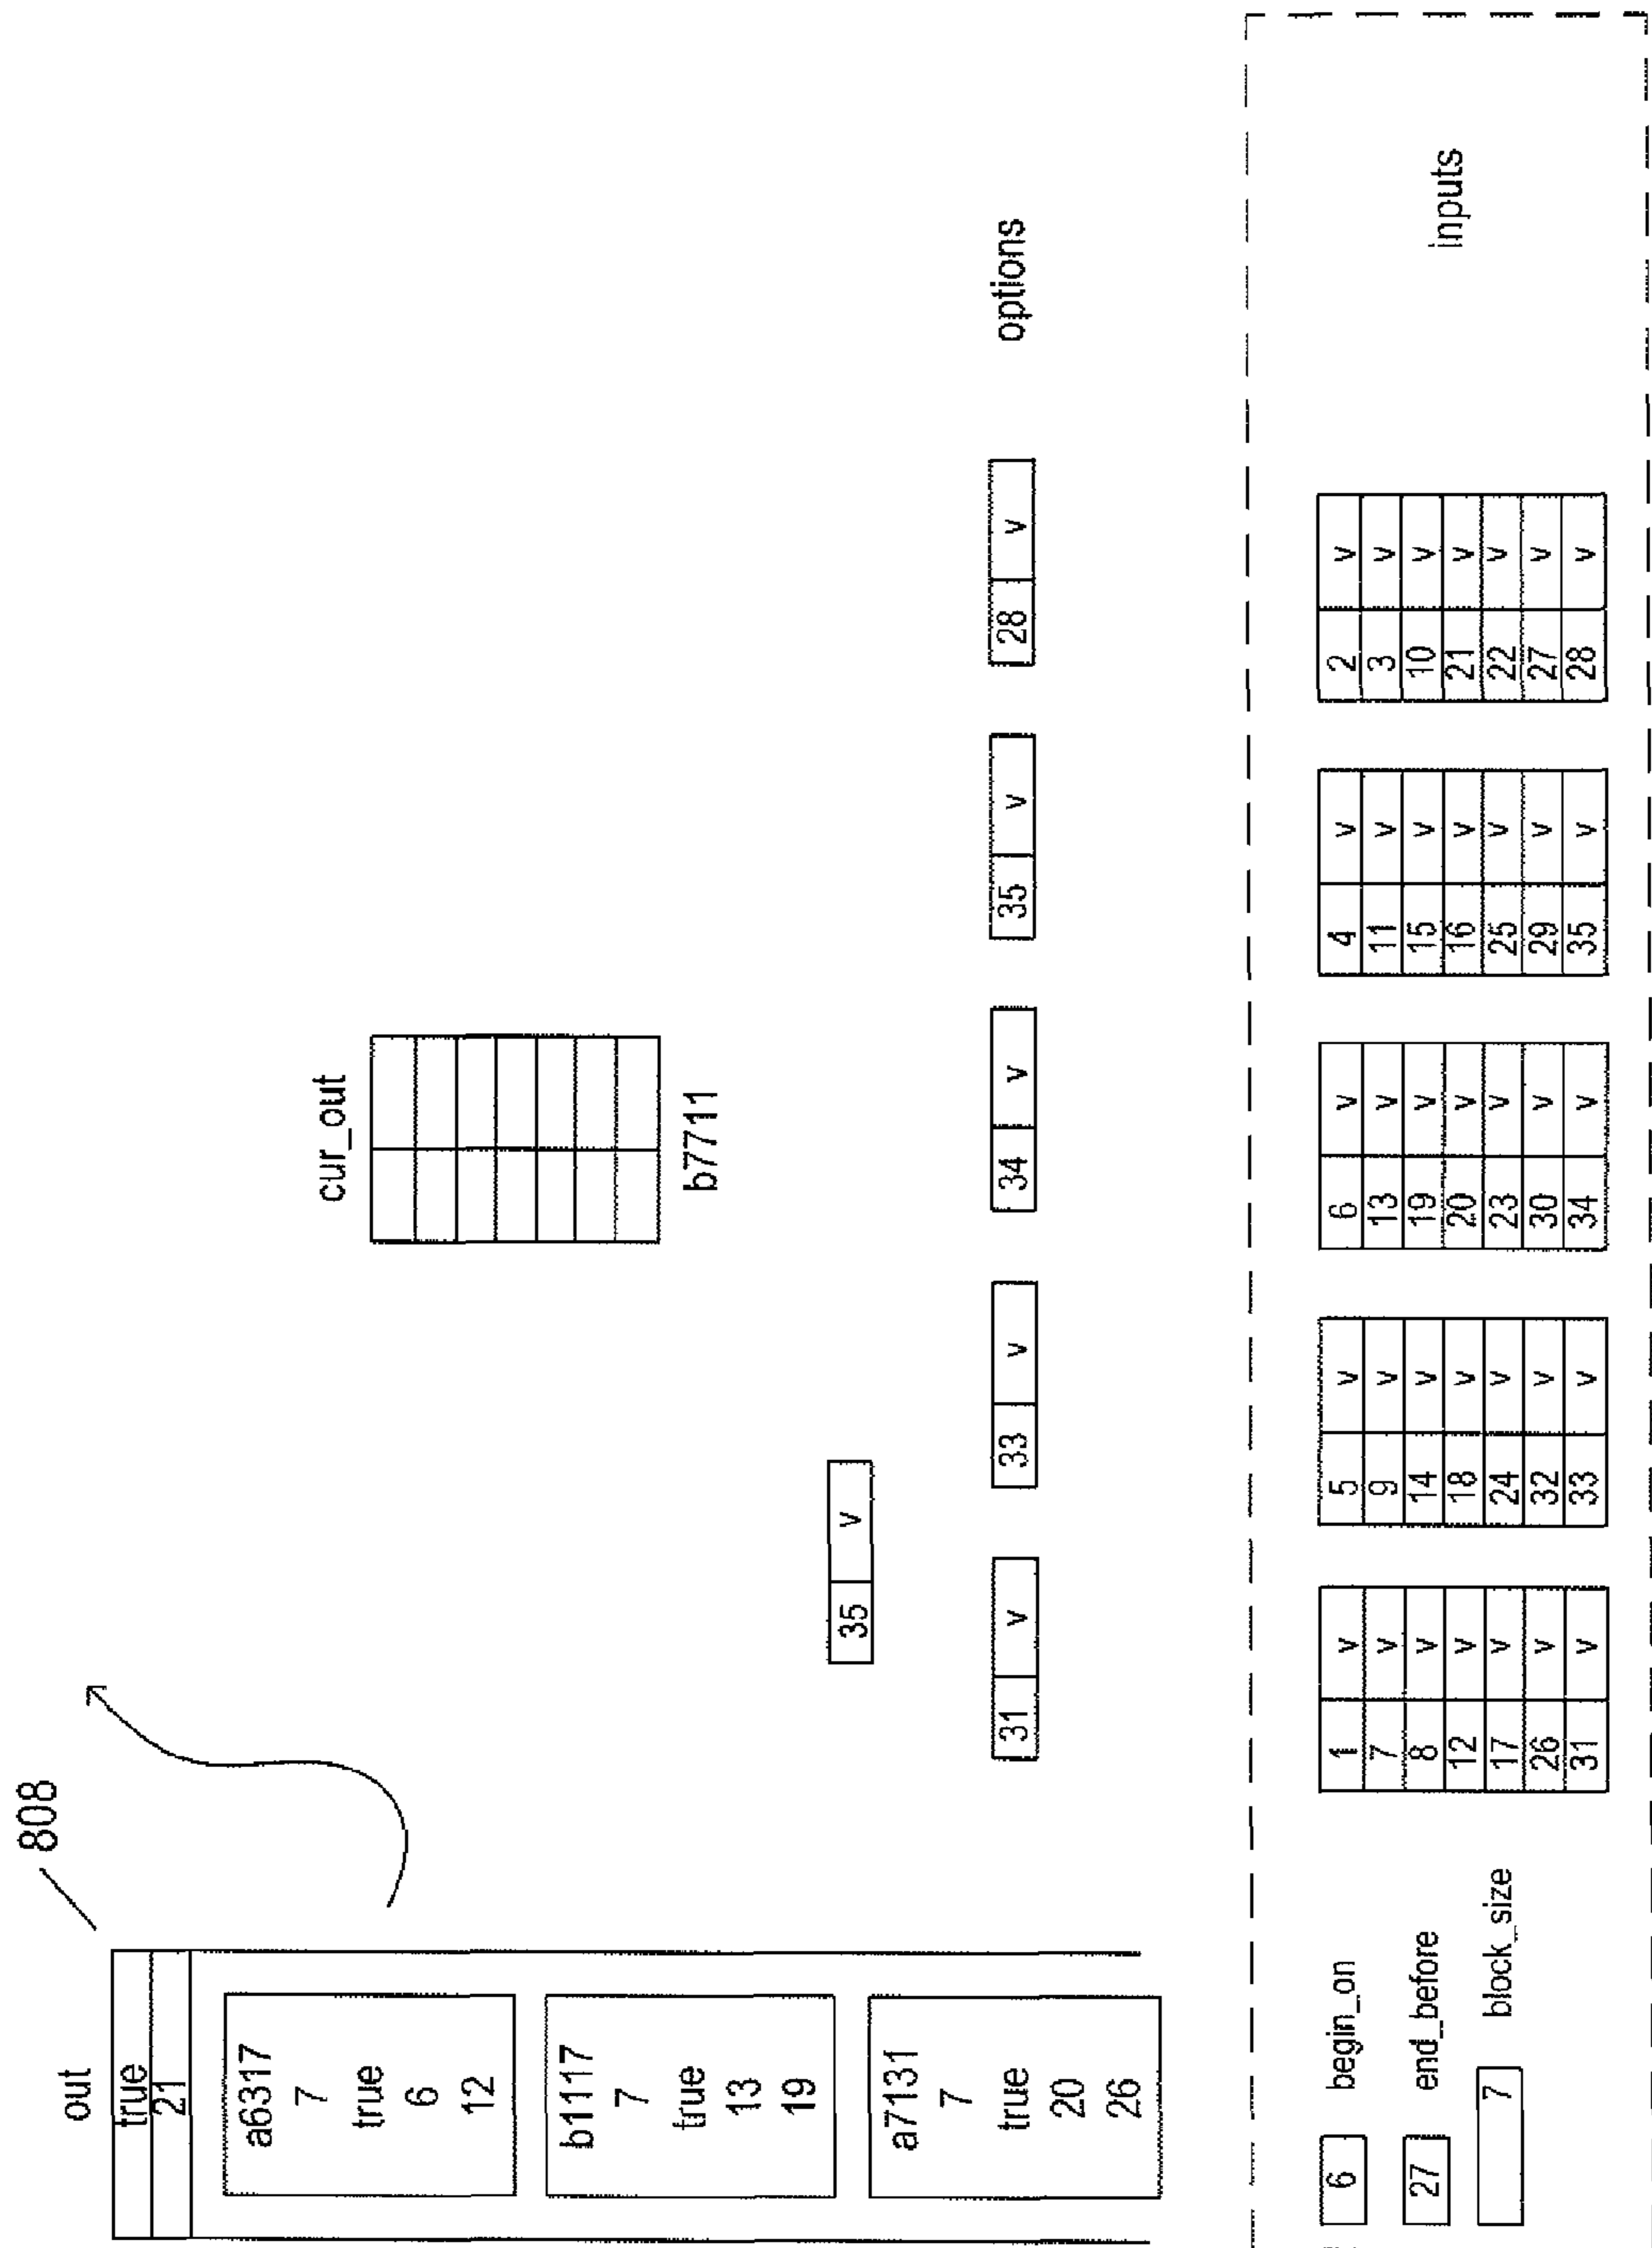 808
out
true
21
a6317
7
true
6
12
b1117
7
true
13
19
a7131
7
true
20
26
cur_out
b7711
35 v
31 v
33 v
34 v
35 v
28 v
options
6 begin_on
27 end_before
7 block_size
1 v
7 v
8 v
12 v
17 v
26 v
31 v
5 v
9 v
14 v
18 v
24 v
32 v
33 v
6 v
13 v
19 v
20 v
23 v
30 v
34 v
4 v
11 v
15 v
16 v
25 v
29 v
35 v
2 v
3 v
10 v
21 v
22 v
27 v
28 v
inputs